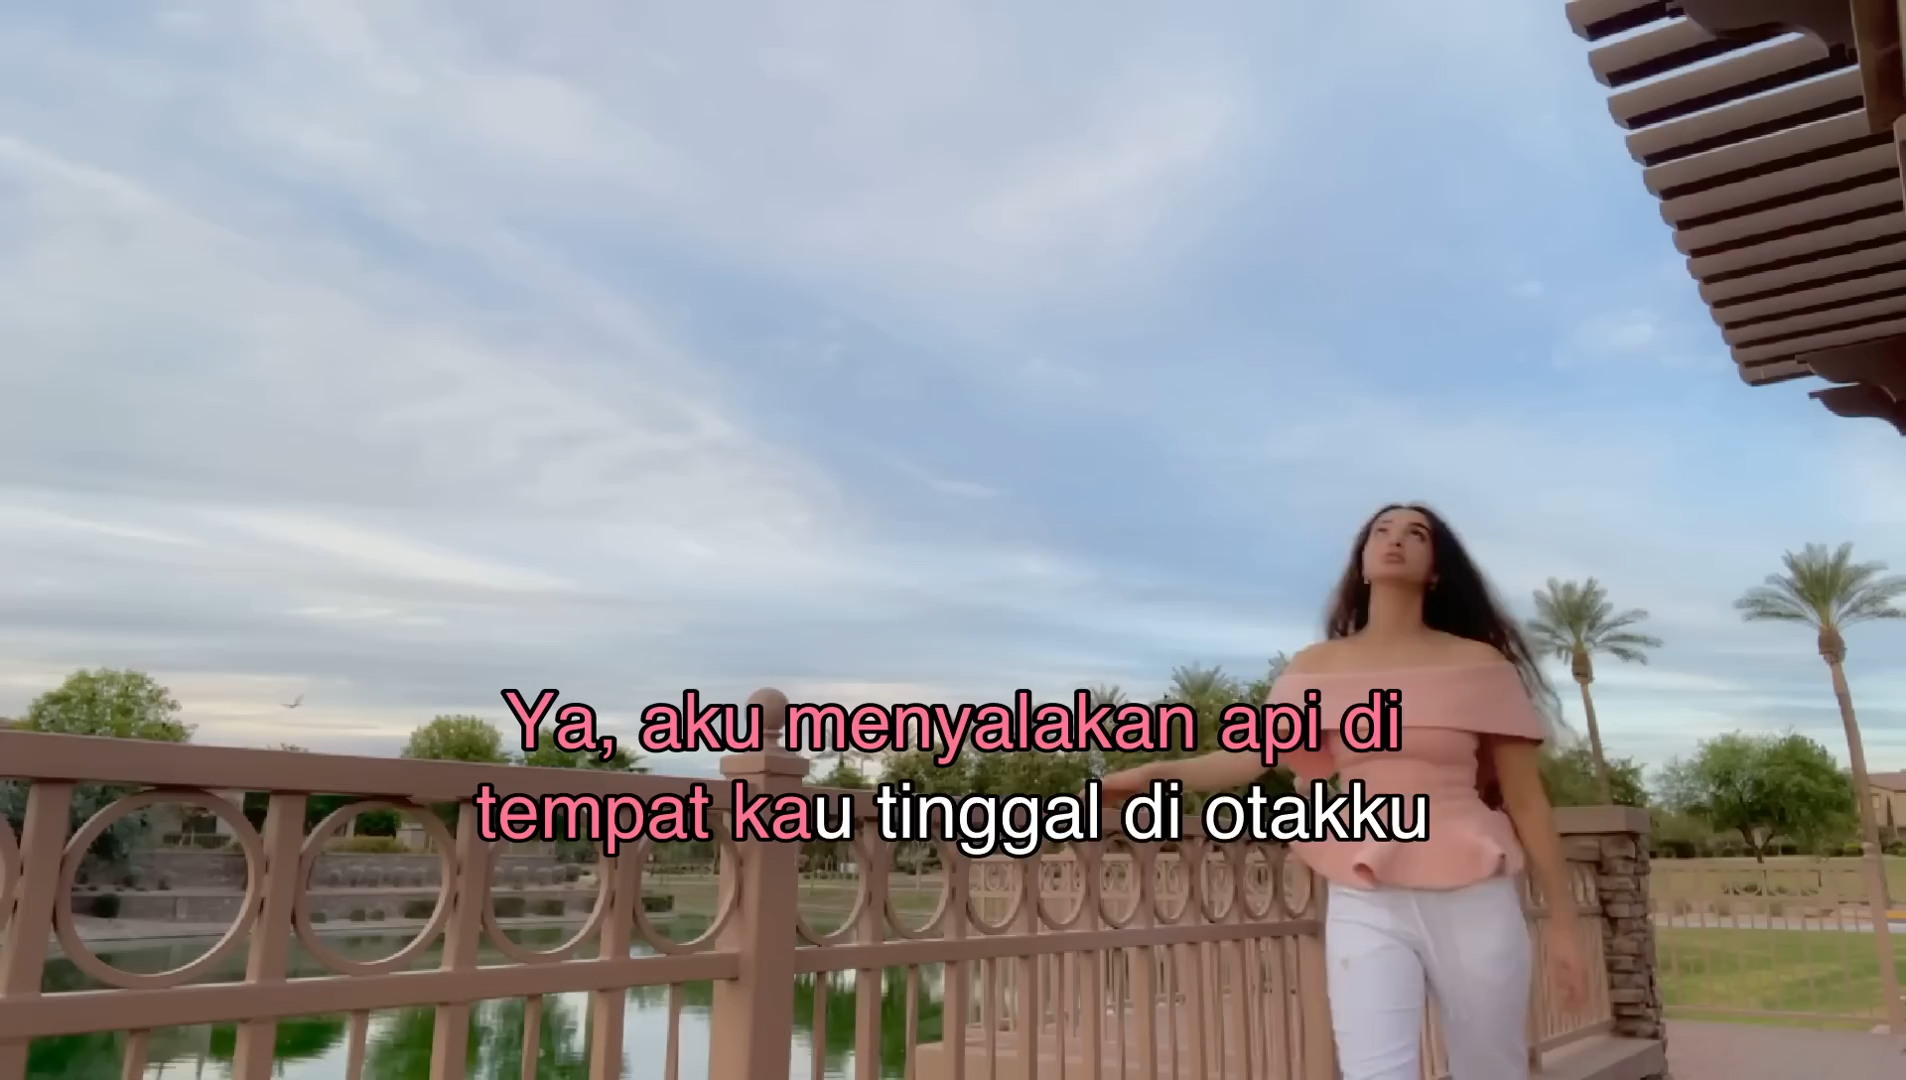 Ya, aku menyalakan api di
tempat kau tinggal di otakku